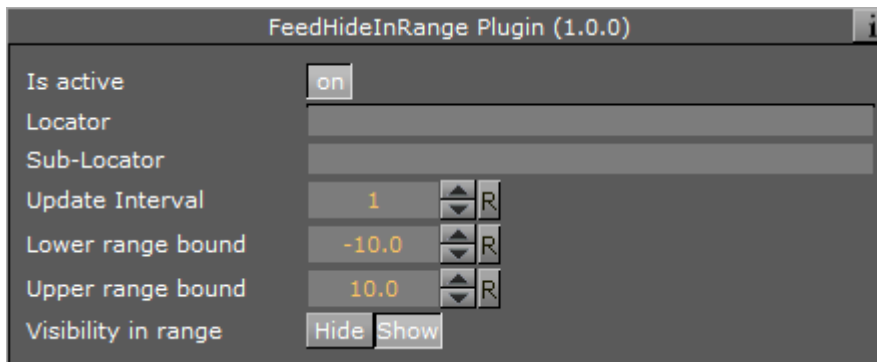 FeedHideInRange Plugin (1.0.0) i
Is active on
Locator
Sub-Locator
Update Interval 1 R
Lower range bound -10.0 R
Upper range bound 10.0 R
Visibility in range Hide Show